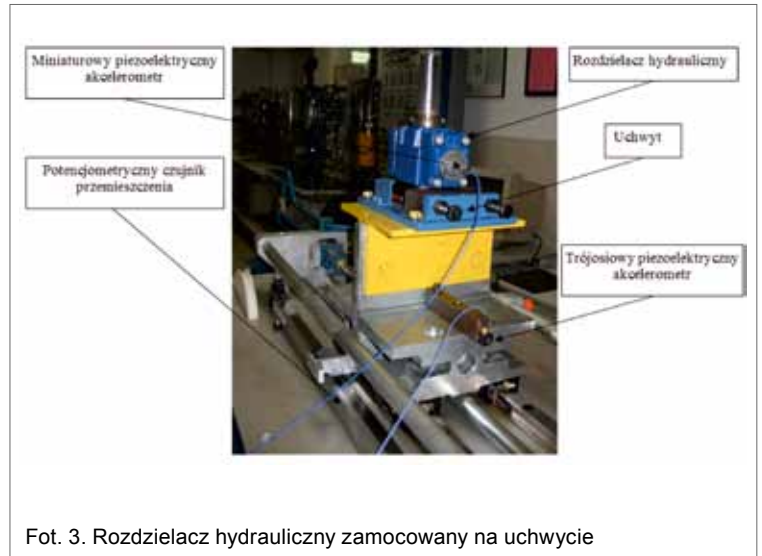 Miniaturowy piezoelektryczny
akcelerometr
Potencjometryczny czujnik
przemieszczenia
Rozdzielacz hydrauliczny
Uchwyt
Trójosiowy piezoelektryczny
akcelerometr
Fot. 3. Rozdzielacz hydrauliczny zamocowany na uchwycie